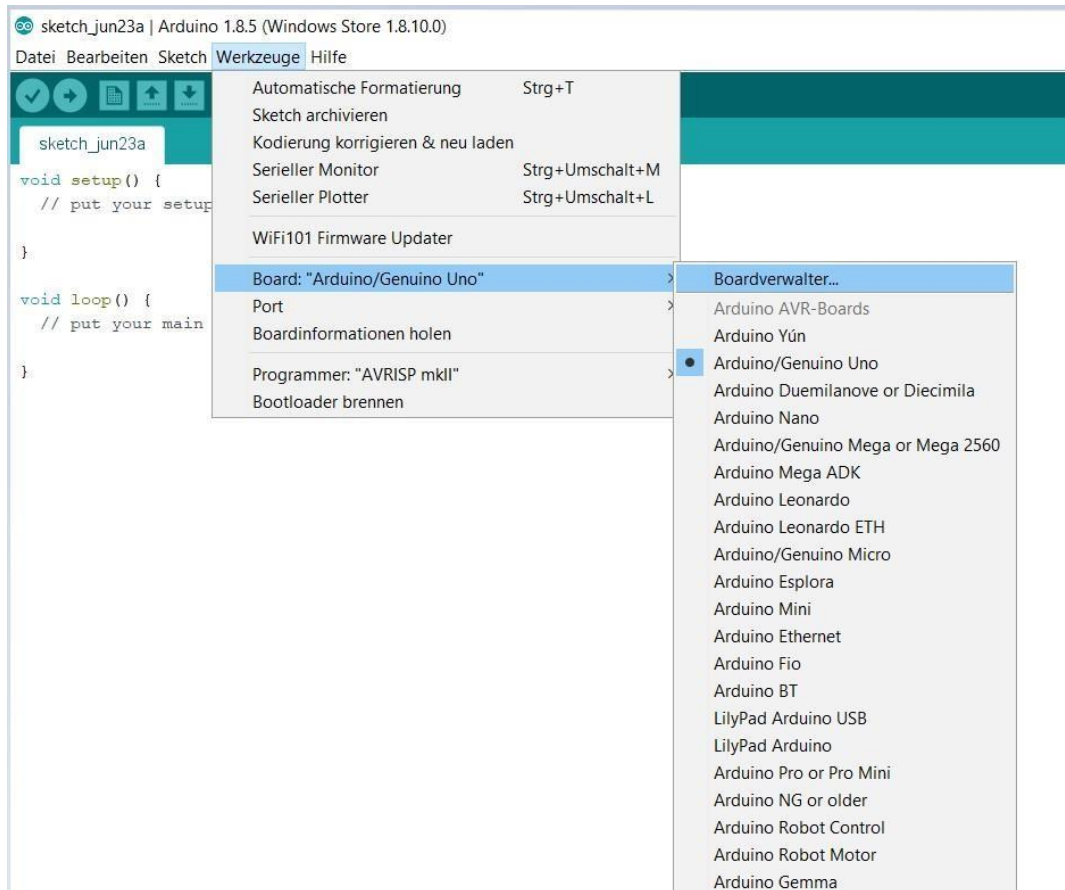 sketch_jun23a | Arduino 1.8.5 (Windows Store 1.8.10.0)
Datei Bearbeiten Sketch Werkzeuge Hilfe
sketch_jun23a
void setup() {
// put your setup
}
void loop() {
// put your main
}
Automatische Formatierung Strg+T
Sketch archivieren
Kodierung korrigieren & neu laden
Serieller Monitor Strg+Umschalt+M
Serieller Plotter Strg+Umschalt+L
WiFi101 Firmware Updater
Board: "Arduino/Genuino Uno"
Port
Boardinformationen holen
Programmer: "AVRISP mkII"
Bootloader brennen
Boardverwalter...
Arduino AVR-Boards
Arduino Yún
Arduino/Genuino Uno
Arduino Duemilanove or Diecimila
Arduino Nano
Arduino/Genuino Mega or Mega 2560
Arduino Mega ADK
Arduino Leonardo
Arduino Leonardo ETH
Arduino/Genuino Micro
Arduino Esplora
Arduino Mini
Arduino Ethernet
Arduino Fio
Arduino BT
LilyPad Arduino USB
LilyPad Arduino
Arduino Pro or Pro Mini
Arduino NG or older
Arduino Robot Control
Arduino Robot Motor
Arduino Gemma